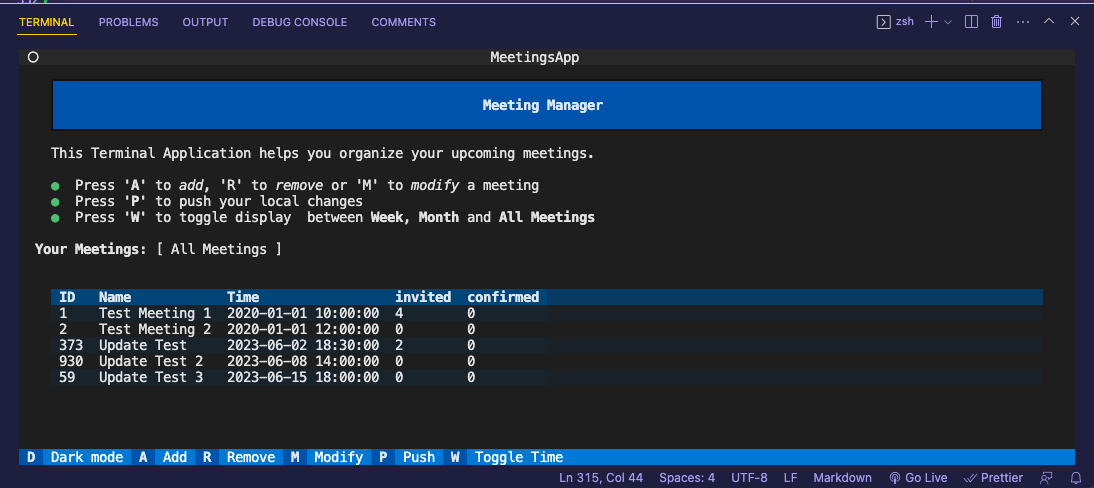 TERMINAL PROBLEMS OUTPUT DEBUG CONSOLE COMMENTS zsh
MeetingsApp
Meeting Manager
This Terminal Application helps you organize your upcoming meetings.
● Press 'A' to add, 'R' to remove or 'M' to modify a meeting
● Press 'P' to push your local changes
● Press 'W' to toggle display  between Week, Month and All Meetings
Your Meetings: [ All Meetings ]
ID Name Time invited confirmed
1 Test Meeting 1 2020-01-01 10:00:00 4 0
2 Test Meeting 2 2020-01-01 12:00:00 0 0
373 Update Test 2023-06-02 18:30:00 2 0
930 Update Test 2 2023-06-08 14:00:00 0 0
59 Update Test 3 2023-06-15 18:00:00 0 0
D Dark mode A Add R Remove M Modify P Push W Toggle Time
Ln 315, Col 44 Spaces: 4 UTF-8 LF Markdown Go Live Prettier